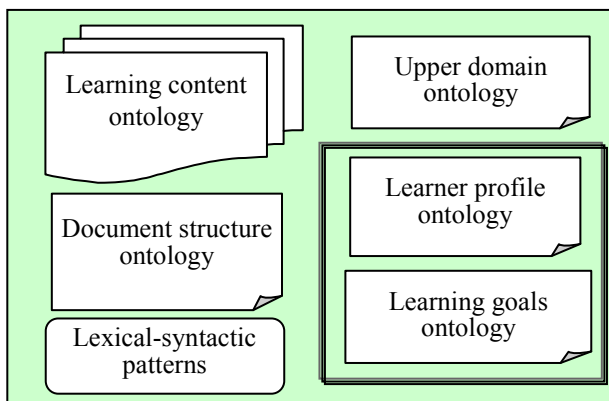 Learning content
ontology
Document structure
ontology
Lexical-syntactic
patterns
Upper domain
ontology
Learner profile
ontology
Learning goals
ontology